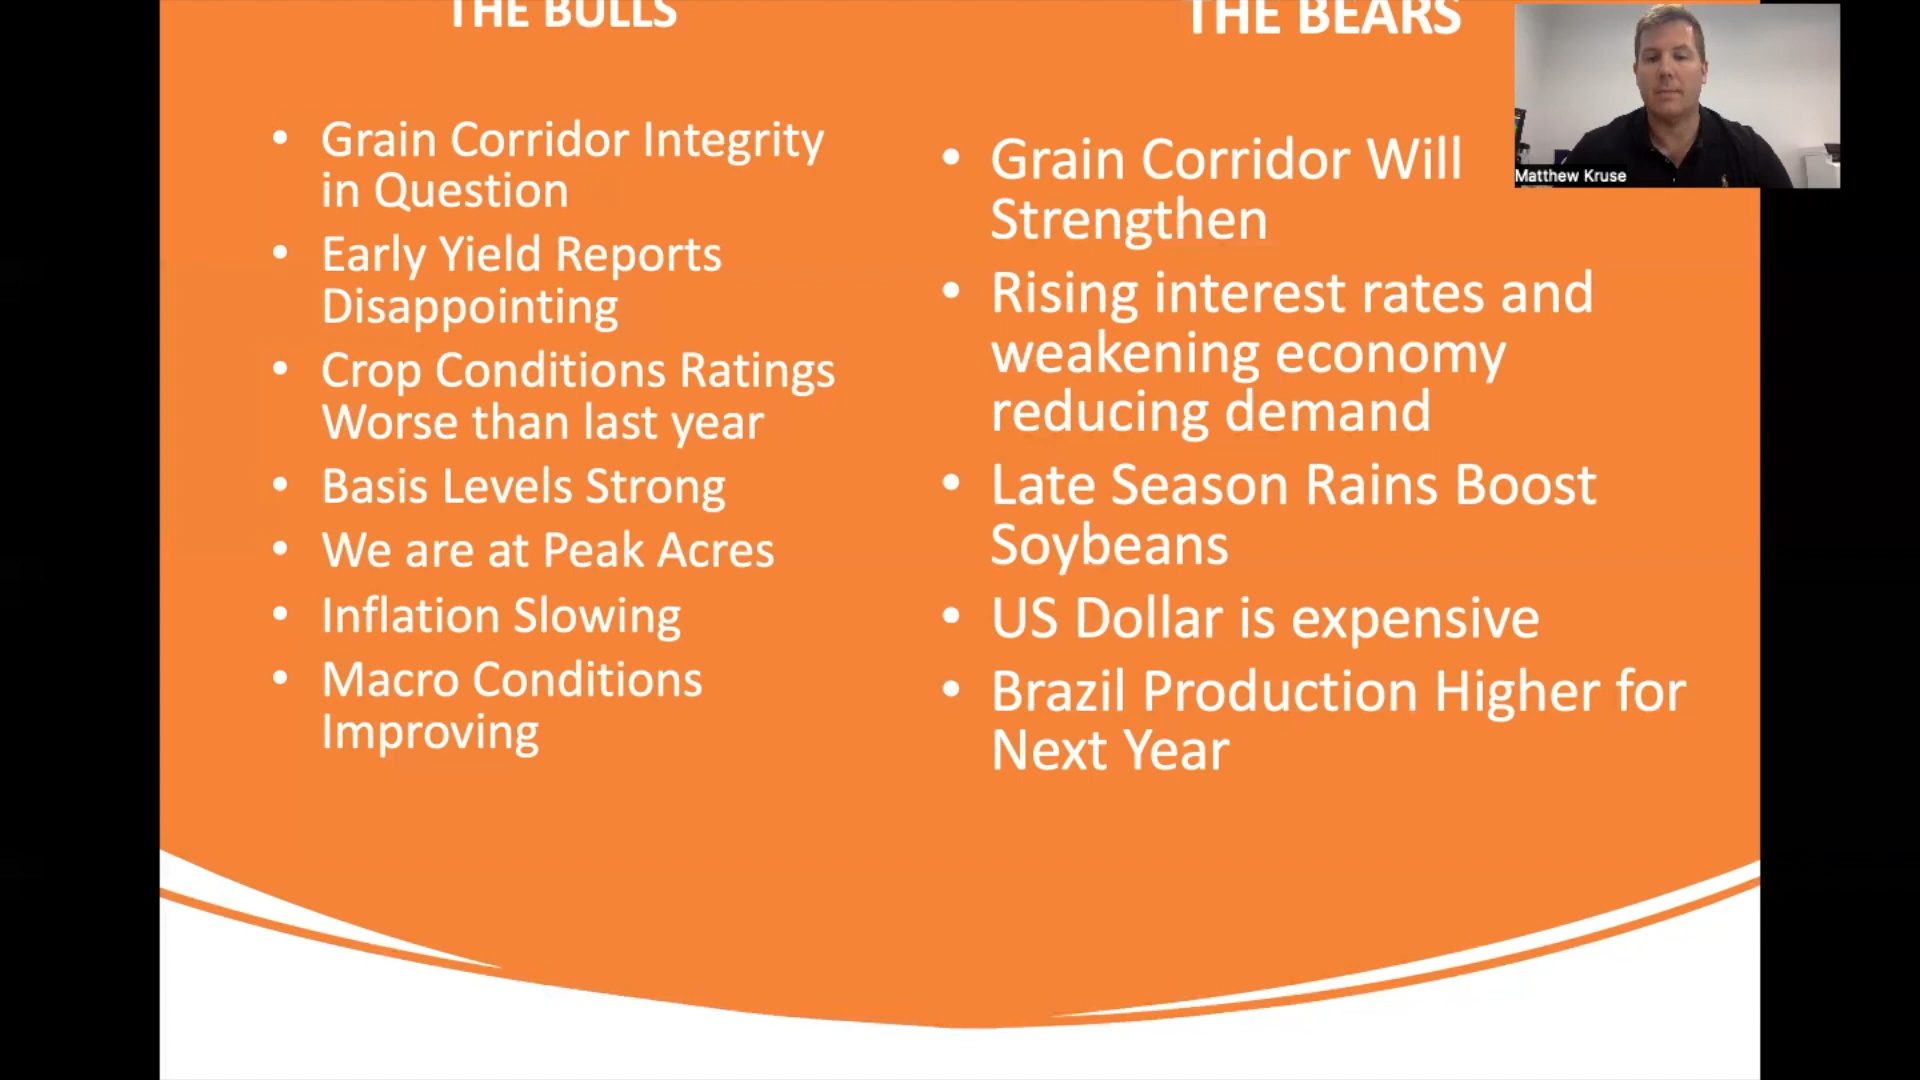 THE BULLS
• Grain Corridor Integrity
in Question
• Early Yield Reports
Disappointing
• Crop Conditions Ratings
Worse than last year
• Basis Levels Strong
• We are at Peak Acres
• Inflation Slowing
• Macro Conditions
Improving
THE BEARS
• Grain Corridor Will
Strengthen
• Rising interest rates and
weakening economy
reducing demand
• Late Season Rains Boost
Soybeans
• US Dollar is expensive
• Brazil Production Higher for
Next Year
Matthew Kruse